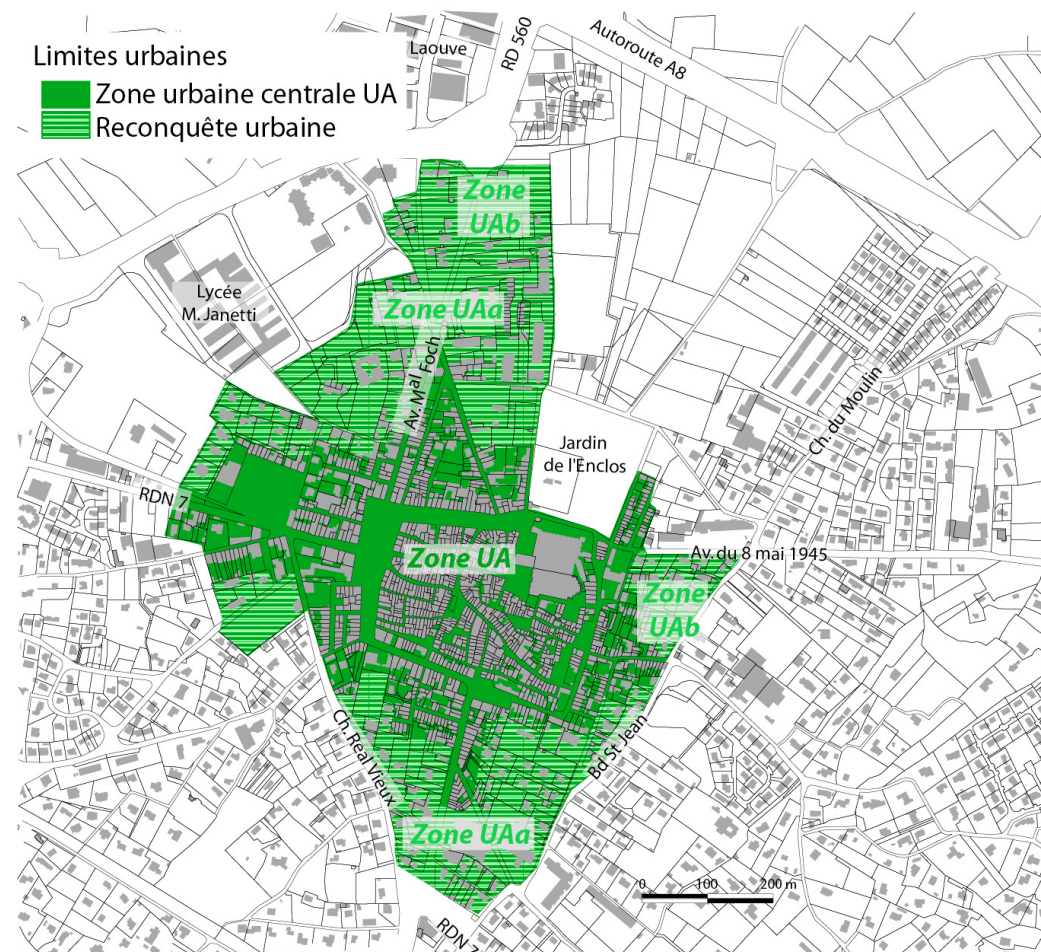 Limites urbaines
Zone urbaine centrale UA
Reconquête urbaine
Laouve
RD 560
Autoroute A8
Zone
UAb
Lycée
M. Janetti
Zone UAa
Av. Mal
Foch
Ch. du Moulin
Jardin
de l'Enclos
RDN 7
Zone UA
Av. du 8 mai 1945
Zone
UAb
Ch. Réal Vieux
Bd St Jean
Zone UAa
0 100 200 m
RDN 7